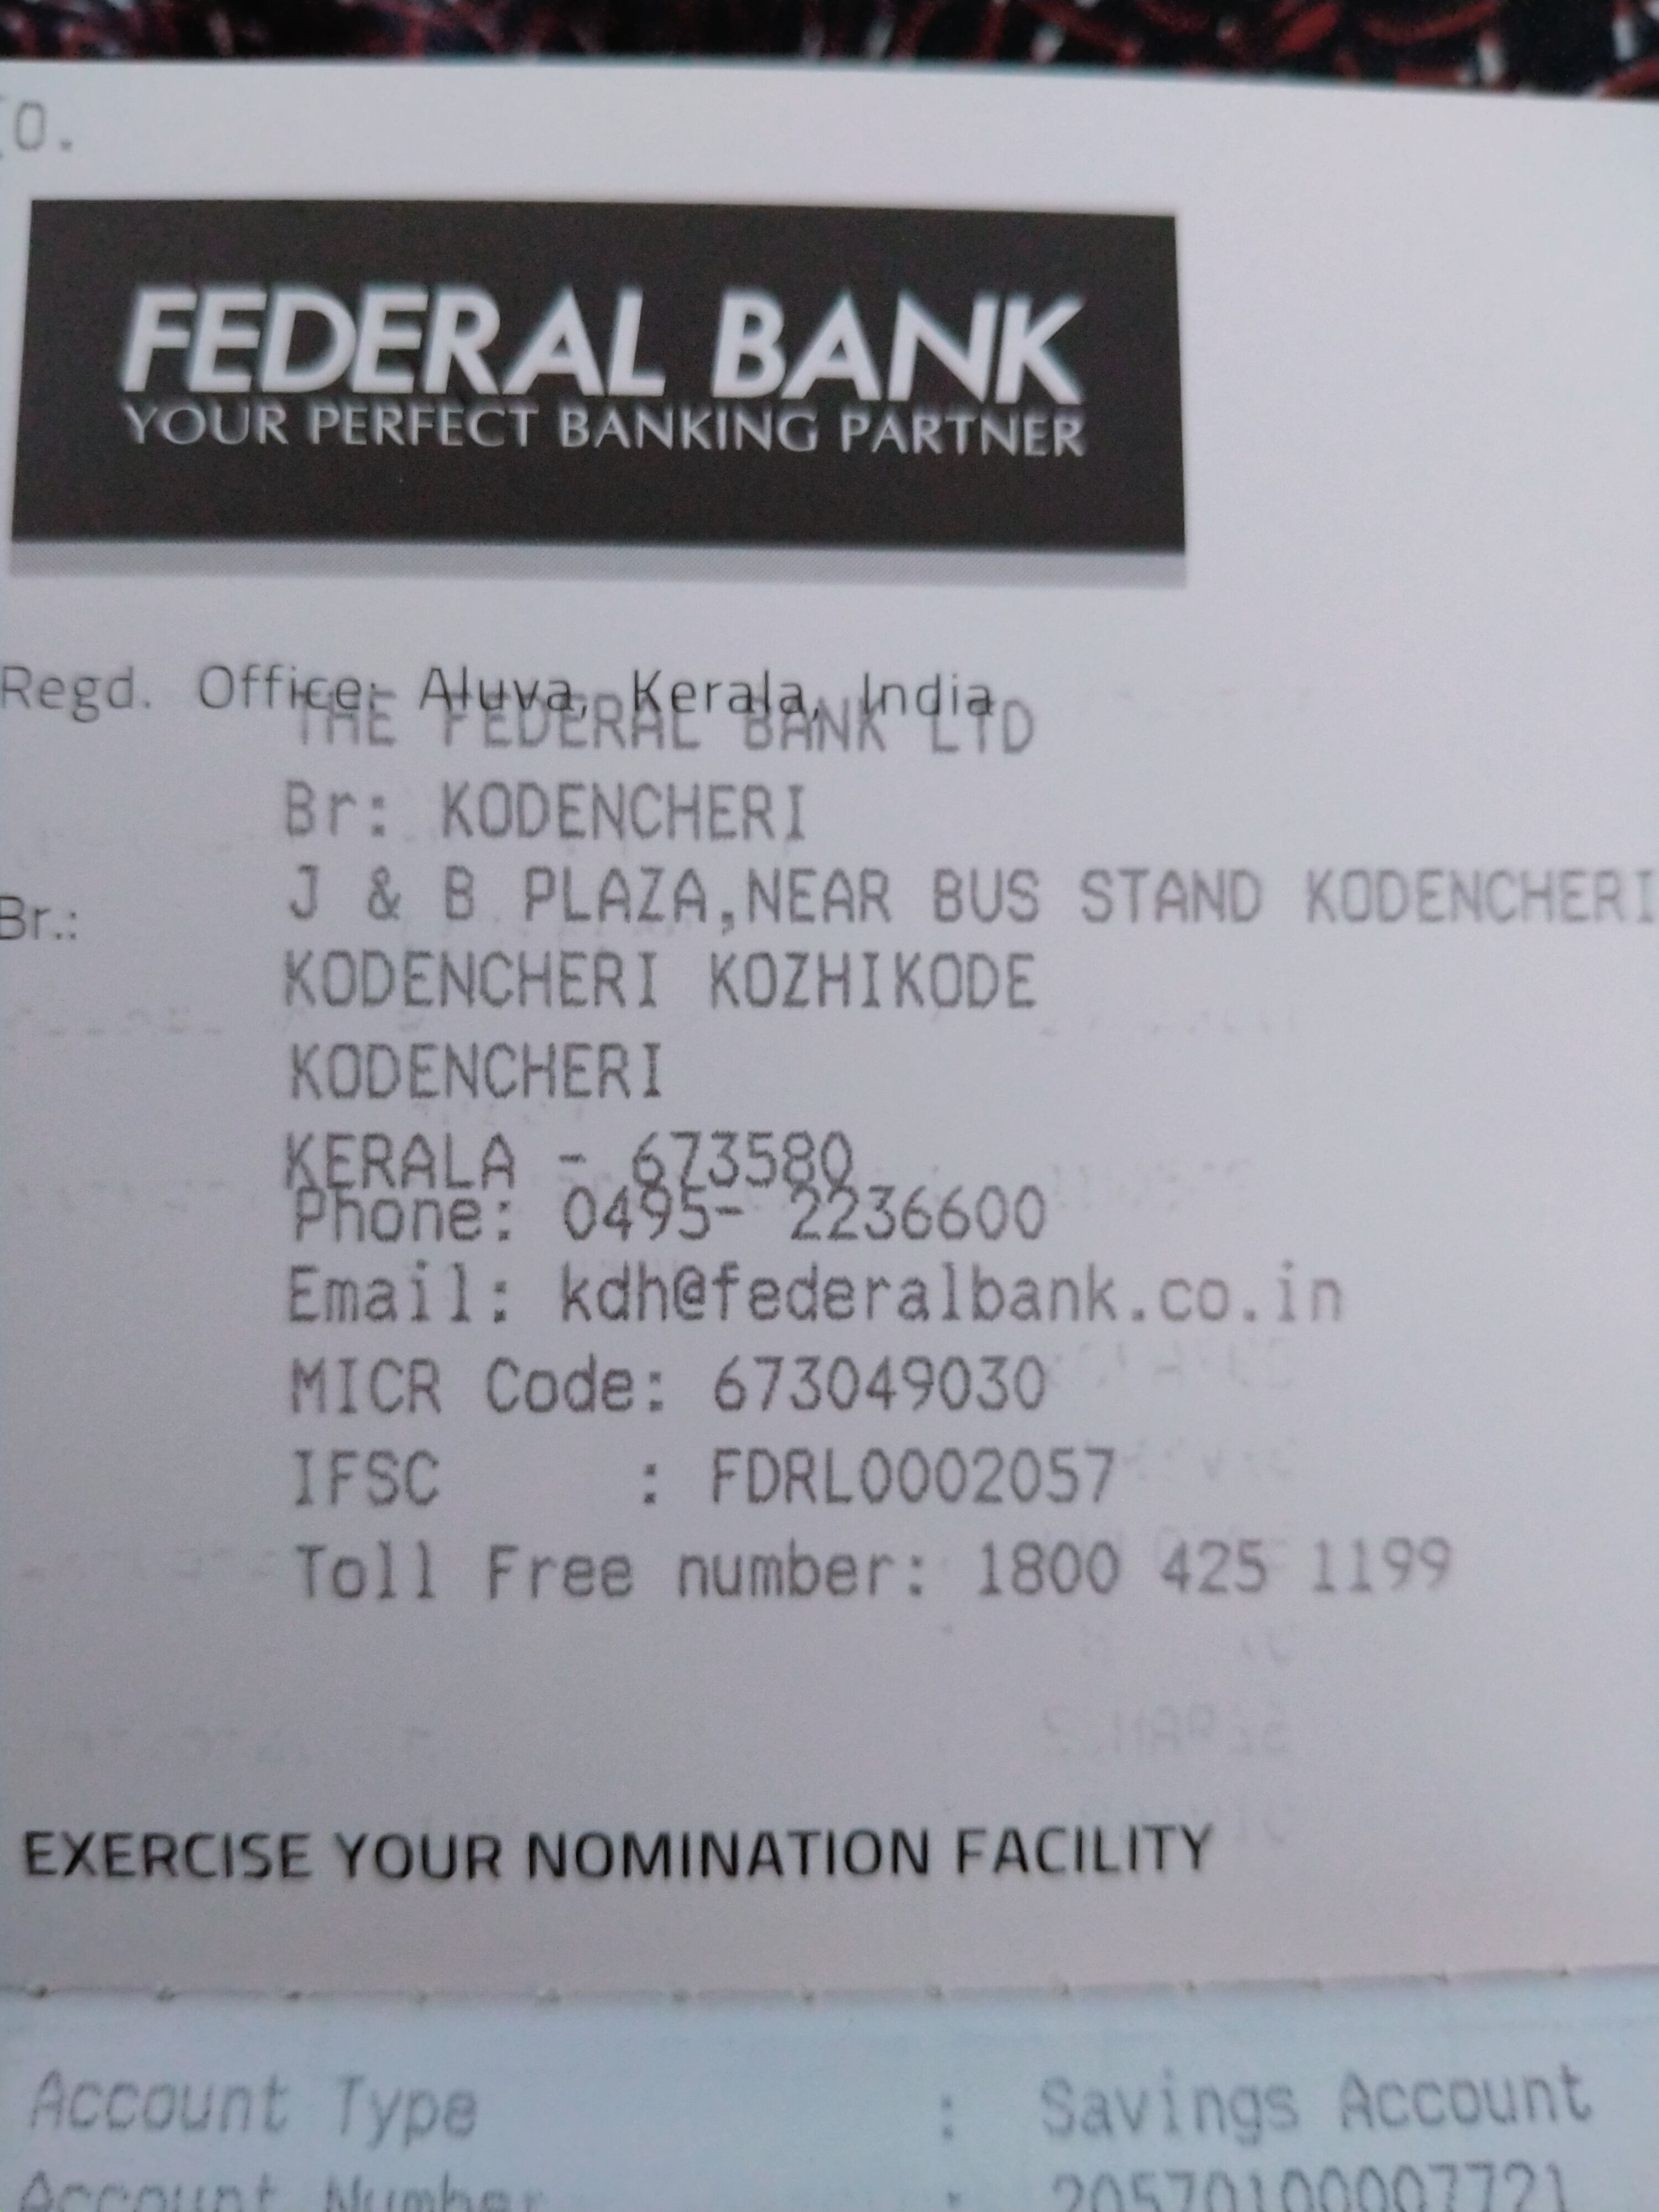 O.
FEDERAL BANK
YOUR PERFECT BANKING PARTNER
Regd. Office: Aluva, Kerala, India
THE FEDERAL BANK LTD
Br: KODENCHERI
Br.: J & B PLAZA,NEAR BUS STAND KODENCHERI
KODENCHERI KOZHIKODE
KODENCHERI
KERALA - 673580
Phone: 0495- 2236600
Email: kdh@federalbank.co.in
MICR Code: 673049030
IFSC : FDRL0002057
Toll Free number: 1800 425 1199
EXERCISE YOUR NOMINATION FACILITY
Account Type : Savings Account
Account Number : 20570100007721